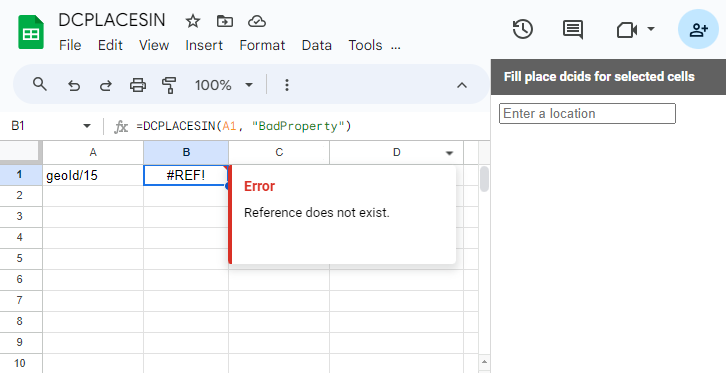 DCPLACESIN
File Edit View Insert Format Data Tools ...
100%
Fill place dcids for selected cells
Enter a location
B1 fx =DCPLACESIN(A1, "BadProperty")
A B C D
1 geoId/15 #REF!
Error
Reference does not exist.
2
3
4
5
6
7
8
9
10